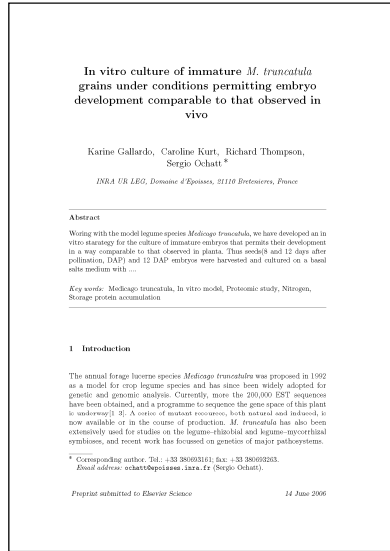 In vitro culture of immature M. truncatula
grains under conditions permitting embryo
development comparable to that observed in
vivo
Karine Gallardo, Caroline Kurt, Richard Thompson,
Sergio Ochatt *
INRA UR LEG, Domaine d'Epoisses, 21110 Bretenieres, France
Abstract
Woring with the model legume species Medicago truncatula, we have developed an in
vitro starategy for the culture of immature embryos that permits their development
in a way comparable to that observed in planta. Thus seeds(8 and 12 days after
pollination, DAP) and 12 DAP embryos were harvested and cultured on a basal
salts medium with ....
Key words: Medicago truncatula, In vitro model, Proteomic study, Nitrogen,
Storage protein accumulation
1 Introduction
The annual forage lucerne species Medicago trunculatra was proposed in 1992
as a model for crop legume species and has since been widely adopted for
genetic and genomic analysis. Currently, more the 200,000 EST sequences
have been obtained, and a programme to sequence the gene space of this plant
is underway[1–3]. A series of mutant resources, both natural and induced, is
now available or in the course of production. M. truncatula has also been
extensively used for studies on the legume–rhizobial and legume–mycorrhizal
symbioses, and recent work has focussed on genetics of major pathosystems.
* Corresponding author. Tel.: +33 380693161; fax: +33 380693263.
Email address: ochatt@epoisses.inra.fr (Sergio Ochatt).
Preprint submitted to Elsevier Science 14 June 2006